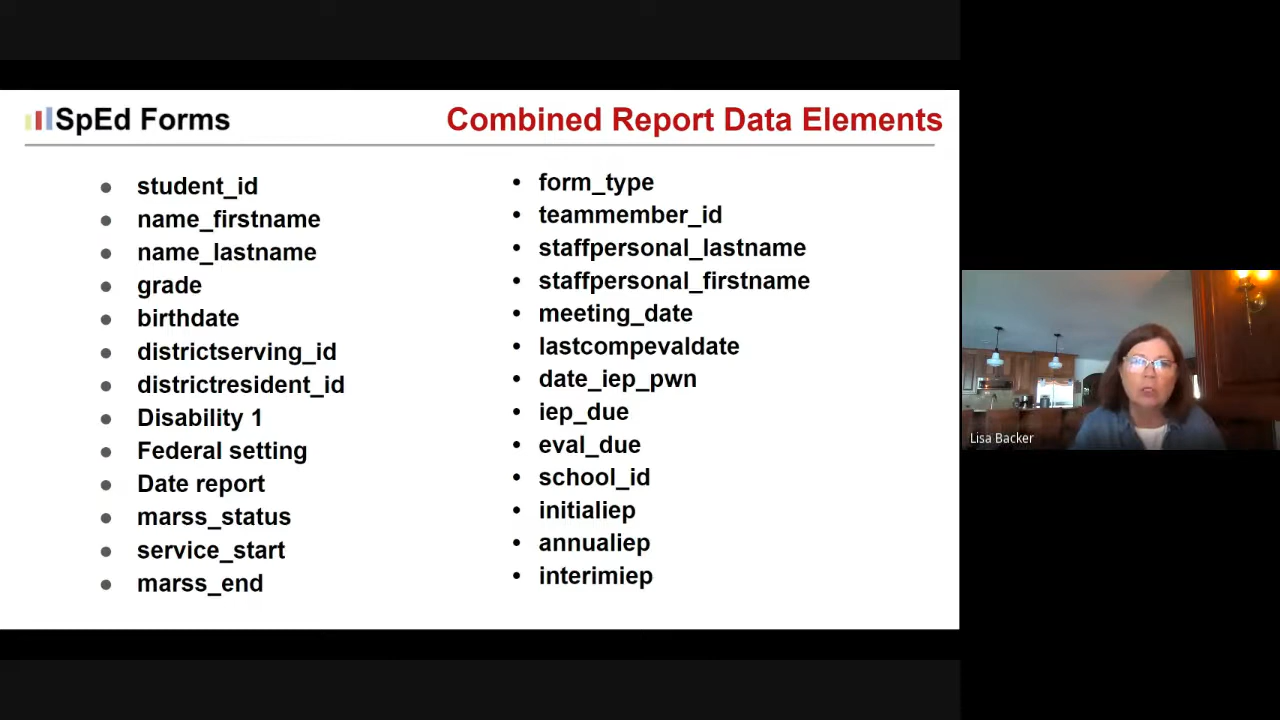 SpEd Forms
Combined Report Data Elements
student_id
name_firstname
name_lastname
grade
birthdate
districtserving_id
districtresident_id
Disability 1
Federal setting
Date report
marss_status
service_start
marss_end
form_type
teammember_id
staffpersonal_lastname
staffpersonal_firstname
meeting_date
lastcompevaldate
date_iep_pwn
iep_due
eval_due
school_id
initialiep
annualiep
interimiep
Lisa Backer